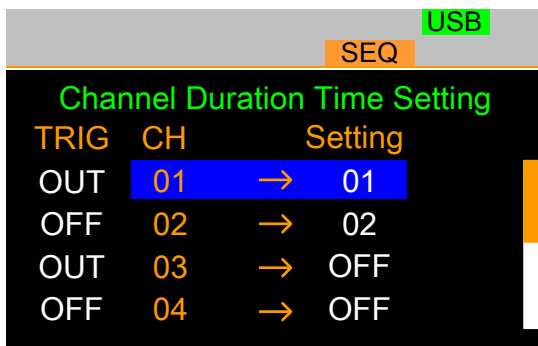 USB
SEQ
Channel Duration Time Setting
TRIG CH Setting
OUT 01 → 01
OFF 02 → 02
OUT 03 → OFF
OFF 04 → OFF